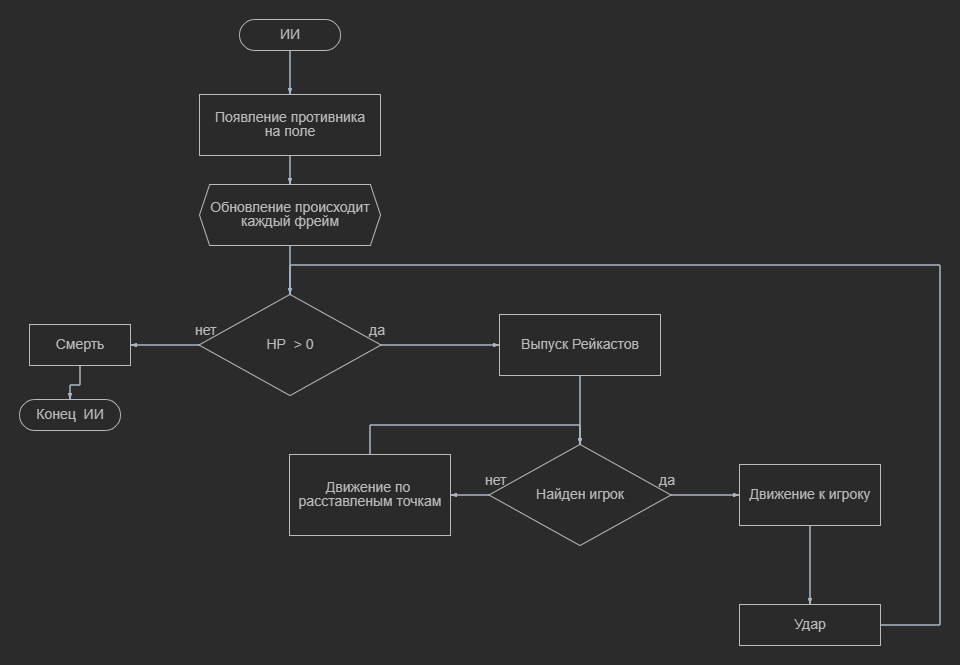 ИИ
Появление противника
на поле
Обновление происходит
каждый фрейм
нет
HP > 0
да
Смерть
Выпуск Рейкастов
Конец ИИ
Движение по
расставленым точкам
нет
Найден игрок
да
Движение к игроку
Удар